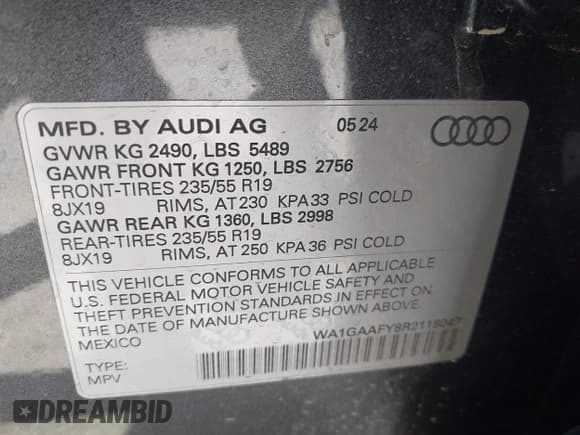 MFD. BY AUDI AG 05 24
GVWR KG 2490, LBS 5489
GAWR FRONT KG 1250, LBS 2756
FRONT-TIRES 235/55 R19
8JX19 RIMS, AT 230 KPA 33 PSI COLD
GAWR REAR KG 1360, LBS 2998
REAR-TIRES 235/55 R19
8JX19 RIMS, AT 250 KPA 36 PSI COLD
THIS VEHICLE CONFORMS TO ALL APPLICABLE
U.S. FEDERAL MOTOR VEHICLE SAFETY AND
THEFT PREVENTION STANDARDS IN EFFECT ON
THE DATE OF MANUFACTURE SHOWN ABOVE.
MEXICO
TYPE:
MPV
DREAMBID